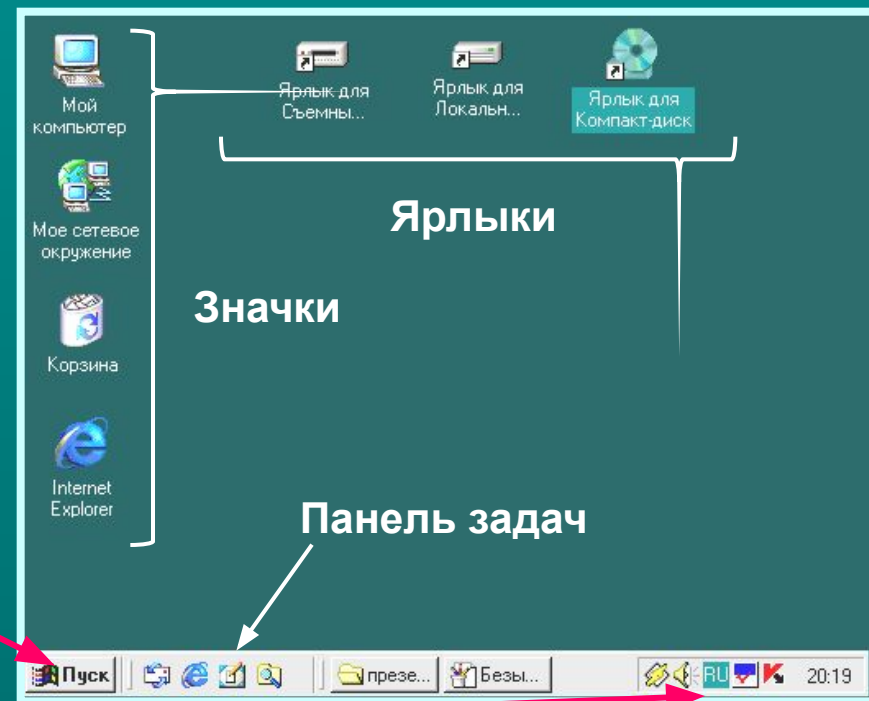 Мой
компьютер
Ярлык для
Съемны...
Ярлык для
Локальн...
Ярлык для
Компакт-диск
Мое сетевое
окружение
Ярлыки
Значки
Корзина
Internet
Explorer
Панель задач
Пуск
презе...
Безы...
RU
20:19